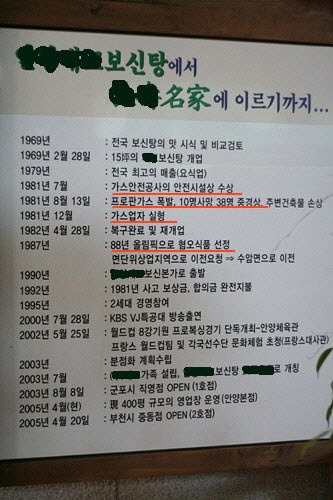 보신탕에서
名家에 이르기까지...
1969년 : 전국 보신탕의 맛 시식 및 비교검토
1969년 2월 28일 : 15坪의 보신탕 개업
1979년 : 전국 최고의 매출(요식업)
1981년 7월 : 가스안전공사의 안전시설상 수상
1981년 8월 13일 : 프로판가스 폭발, 10명사망 38명 중경상, 주변건축물 손상
1981년 12월 : 가스업자 실형
1982년 4월 28일 : 복구완료 및 재개업
1987년 : 88년 올림픽으로 혐오식품 선정
면단위상업지역으로 이전요청 ⇒ 수암면으로 이전
1990년 : 보신본가로 출발
1992년 : 1981년 사고 보상금, 합의금 완전지불
1995년 : 2세대 경영참여
2000년 7월 28일 : KBS VJ특공대 방송출연
2002년 5월 25일 : 월드컵 8강기원 프로복싱경기 단독개최-안양체육관
프랑스 월드컵팀 및 각국선수단 문화체험 초청(프랑스대사관)
2003년 : 분점화 계획수립
2003년 7월 : 가족 설립, 보신탕 로 개칭
2003년 8월 8일 : 군포시 직영점 OPEN (1호점)
2005년 4월(현) : 現 400평 규모의 영업장 운영(안양본점)
2005년 4월 20일 : 부천시 중동점 OPEN (2호점)